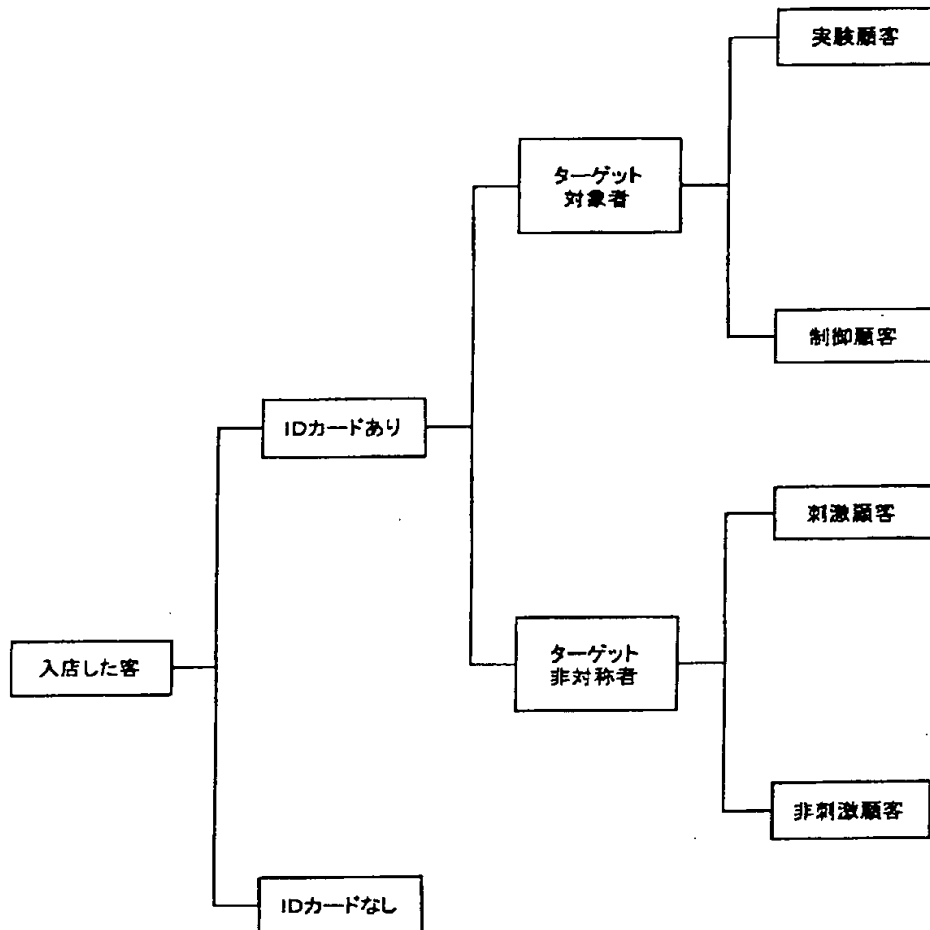 実験顧客
ターゲット
対象者
制御顧客
IDカードあり
刺激顧客
入店した客
ターゲット
非対称者
非刺激顧客
IDカードなし